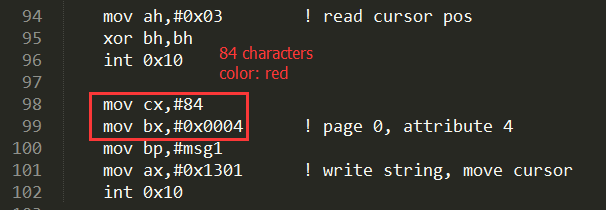 94 mov ah,#0x03 ! read cursor pos
95 xor bh,bh
96 int 0x10
84 characters
color: red
97
98 mov cx,#84
99 mov bx,#0x0004 ! page 0, attribute 4
100 mov bp,#msg1
101 mov ax,#0x1301 ! write string, move cursor
102 int 0x10